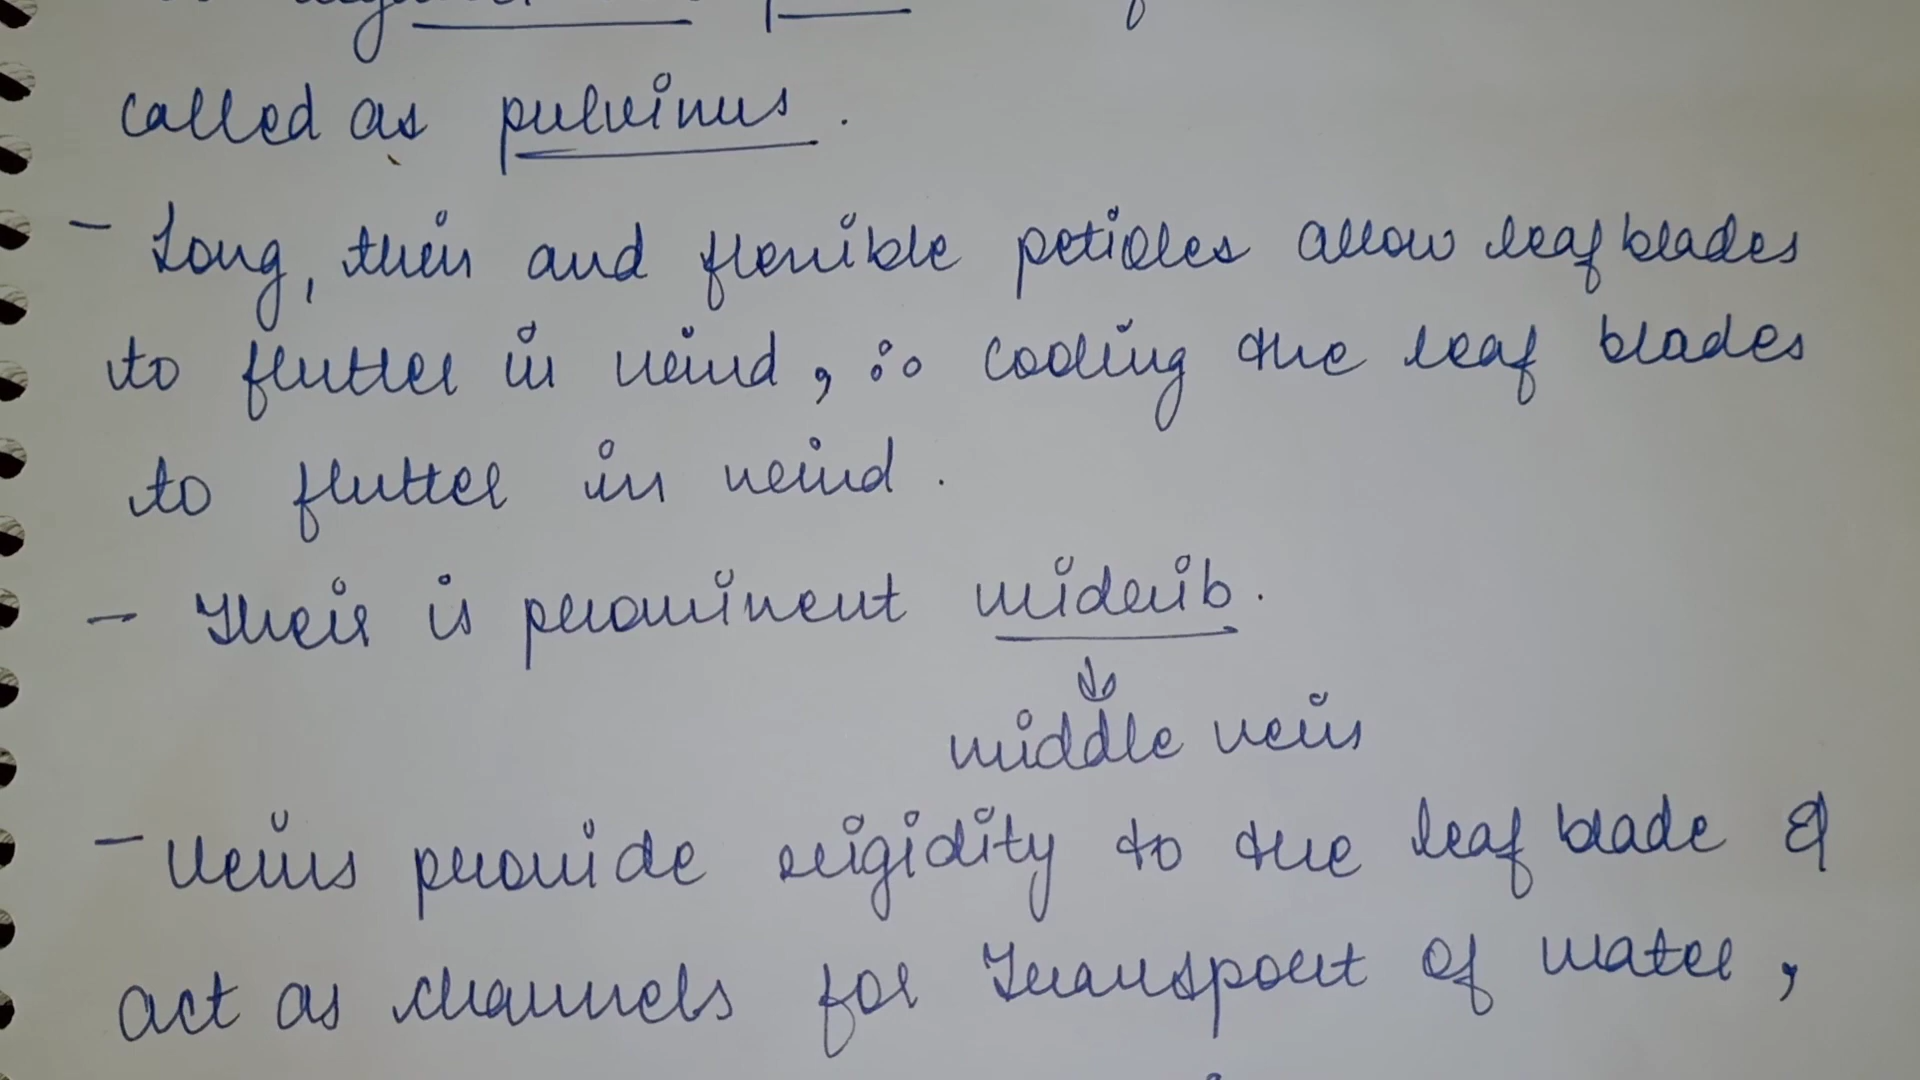 called as pulvinus.
- Long, thin and flexible petioles allow leaf blades
to flutter in wind, ∴ cooling the leaf blades
to flutter in wind.
- Their is prominent midrib.
↓
middle vein
- Veins provide rigidity to the leaf blade &
act as channels for Transport of water,